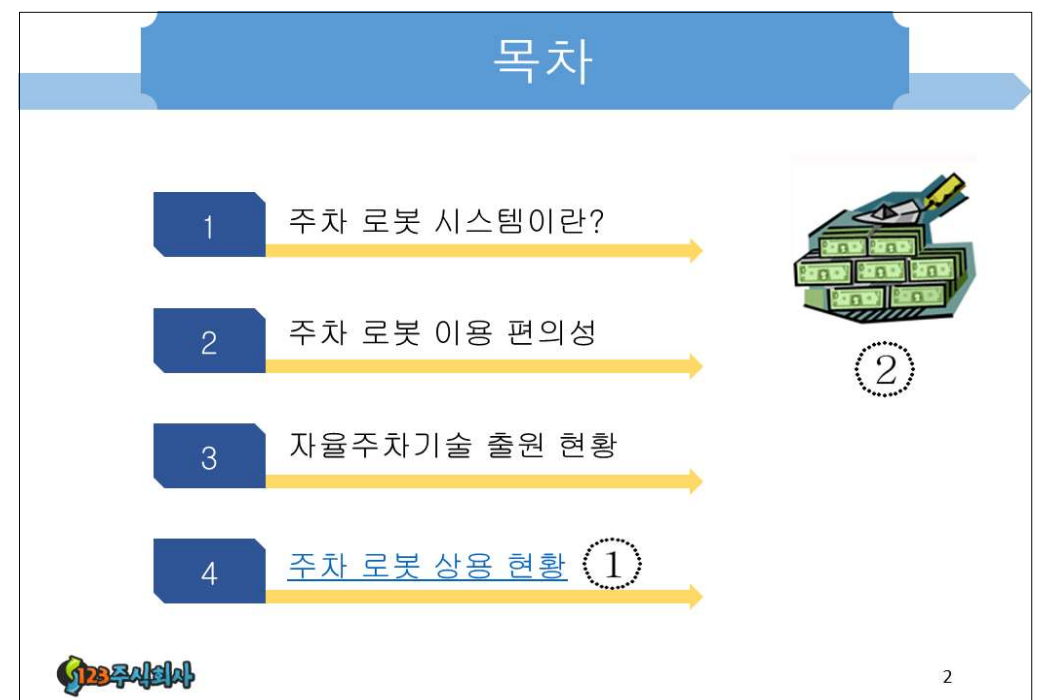 목차
1 주차 로봇 시스템이란?
2 주차 로봇 이용 편의성
②
3 자율주차기술 출원 현황
4 주차 로봇 상용 현황 ①
123주식회사
2